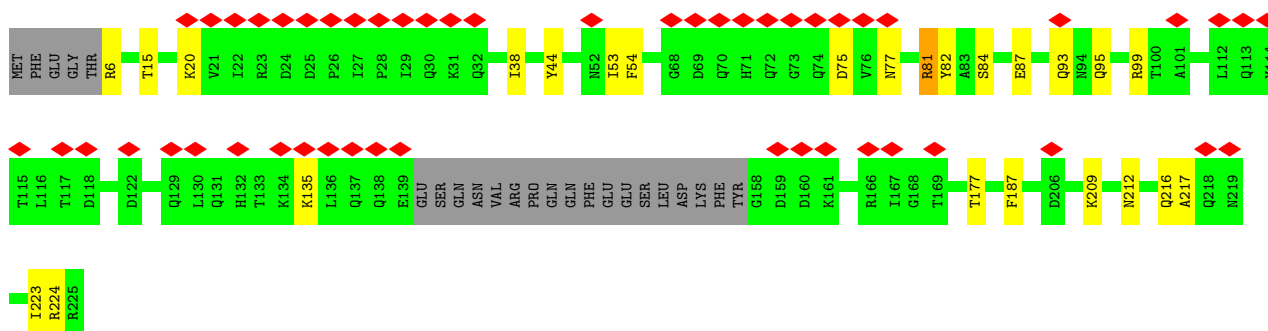 MET PHE GLU GLY THR R6 T15 K20 V21 I22 R23 D24 D25 P26 I27 P28 I29 Q30 K31 Q32 I38 Y44 N52 I53 F54 G68 D69 Q70 H71 Q72 G73 Q74 D75 V76 N77 R81 Y82 A83 S84 E87 Q93 N94 Q95 R99 T100 A101 L112 Q113
T115 L116 T117 D118 D122 Q129 L130 Q131 H132 T133 K134 K135 L136 Q137 Q138 E139 GLU SER GLN ASN VAL ARG PRO GLN GLN PHE GLU GLU SER LEU ASP LYS PHE TYR G158 D159 D160 K161 R166 I167 G168 T169 T177 F187 D206 K209 N212 Q216 A217 Q218 N219
I223 R224 R225